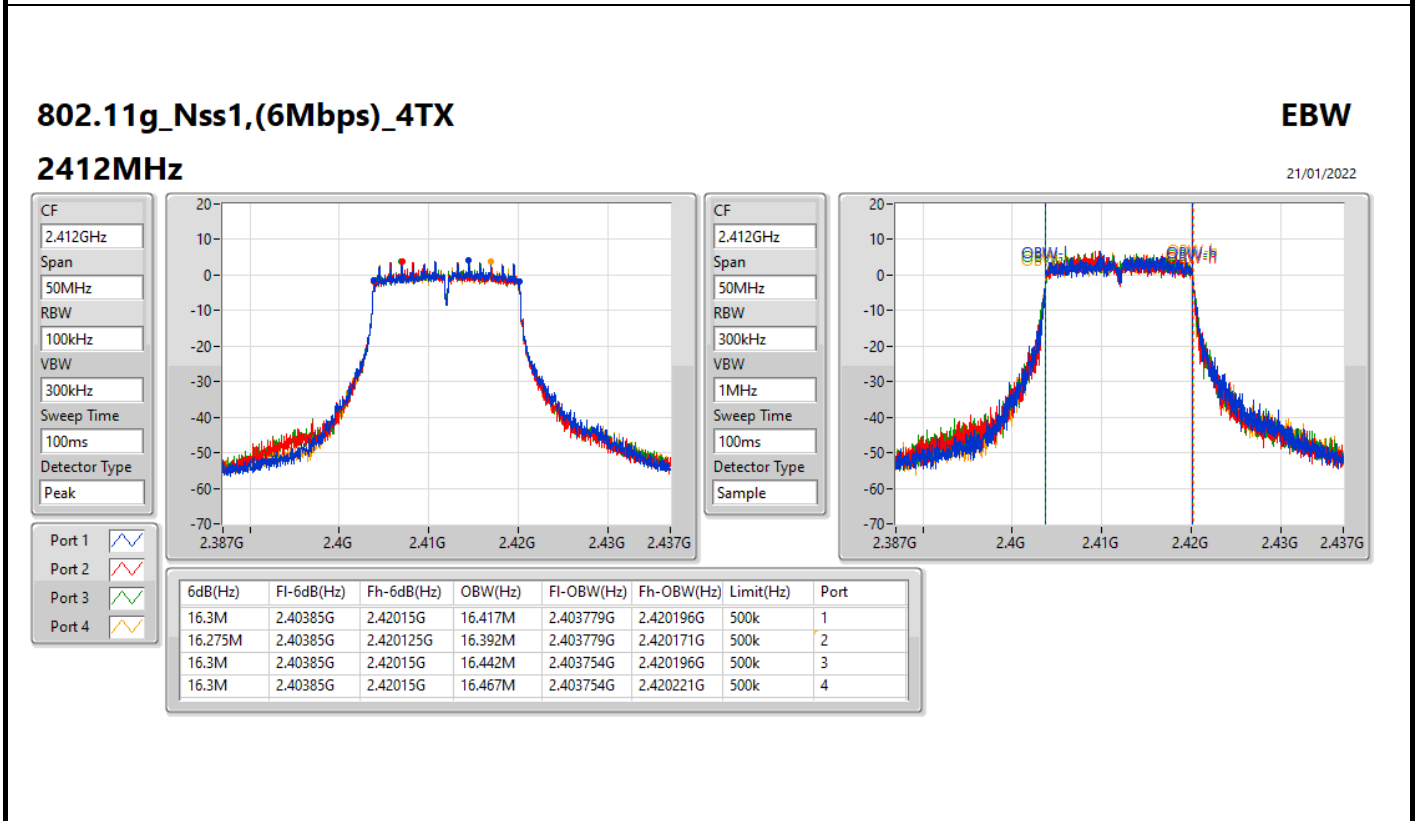 802.11g_Nss1,(6Mbps)_4TX
EBW
2412MHz
21/01/2022
CF
2.412GHz
Span
50MHz
RBW
100kHz
VBW
300kHz
Sweep Time
100ms
Detector Type
Peak
20
10
0
-10
-20
-30
-40
-50
-60
-70
2.387G 2.4G 2.41G 2.42G 2.43G 2.437G
CF
2.412GHz
Span
50MHz
RBW
300kHz
VBW
1MHz
Sweep Time
100ms
Detector Type
Sample
20
10
0
-10
-20
-30
-40
-50
-60
-70
OBW-l OBW-h
2.387G 2.4G 2.41G 2.42G 2.43G 2.437G
Port 1
Port 2
Port 3
Port 4
6dB(Hz) Fl-6dB(Hz) Fh-6dB(Hz) OBW(Hz) Fl-OBW(Hz) Fh-OBW(Hz) Limit(Hz) Port
16.3M 2.40385G 2.42015G 16.417M 2.403779G 2.420196G 500k 1
16.275M 2.40385G 2.420125G 16.392M 2.403779G 2.420171G 500k 2
16.3M 2.40385G 2.42015G 16.442M 2.403754G 2.420196G 500k 3
16.3M 2.40385G 2.42015G 16.467M 2.403754G 2.420221G 500k 4